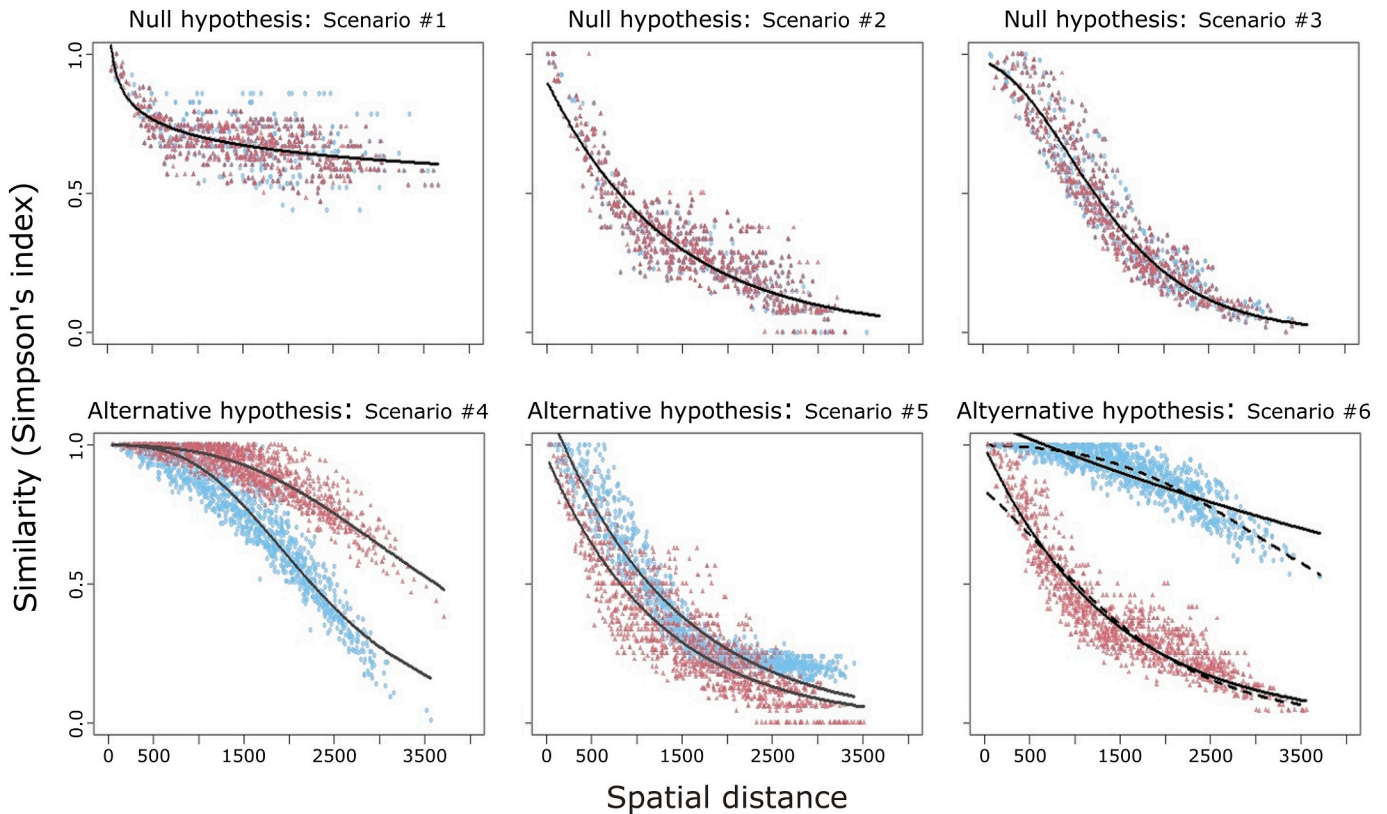 Null hypothesis: Scenario #1
Null hypothesis: Scenario #2
Null hypothesis: Scenario #3
1.0
0.5
0.0
Alternative hypothesis: Scenario #4
Alternative hypothesis: Scenario #5
Altyernative hypothesis: Scenario #6
1.0
0.5
0.0
Similarity (Simpson's index)
0 500 1500 2500 3500
0 500 1500 2500 3500
0 500 1500 2500 3500
Spatial distance